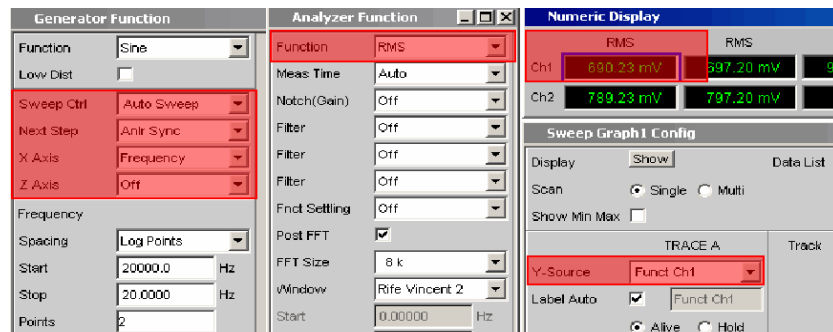 Generator Function
Function Sine
Low Dist
Sweep Ctrl Auto Sweep
Next Step Anlr Sync
X Axis Frequency
Z Axis Off
Frequency
Spacing Log Points
Start 20000.0 Hz
Stop 20.0000 Hz
Points 2
Analyzer Function
Function RMS
Meas Time Auto
Notch(Gain) Off
Filter Off
Filter Off
Filter Off
Fnct Settling Off
Post FFT
FFT Size 8 k
Window Rife Vincent 2
Start 0.00000 Hz
Numeric Display
RMS RMS
Ch1 690.23 mV 697.20 mV 9
Ch2 789.23 mV 797.20 mV
Sweep Graph1 Config
Display Show Data List
Scan Single Multi
Show Min Max
TRACE A Track
Y-Source Funct Ch1
Label Auto Funct Ch1
Alive Hold